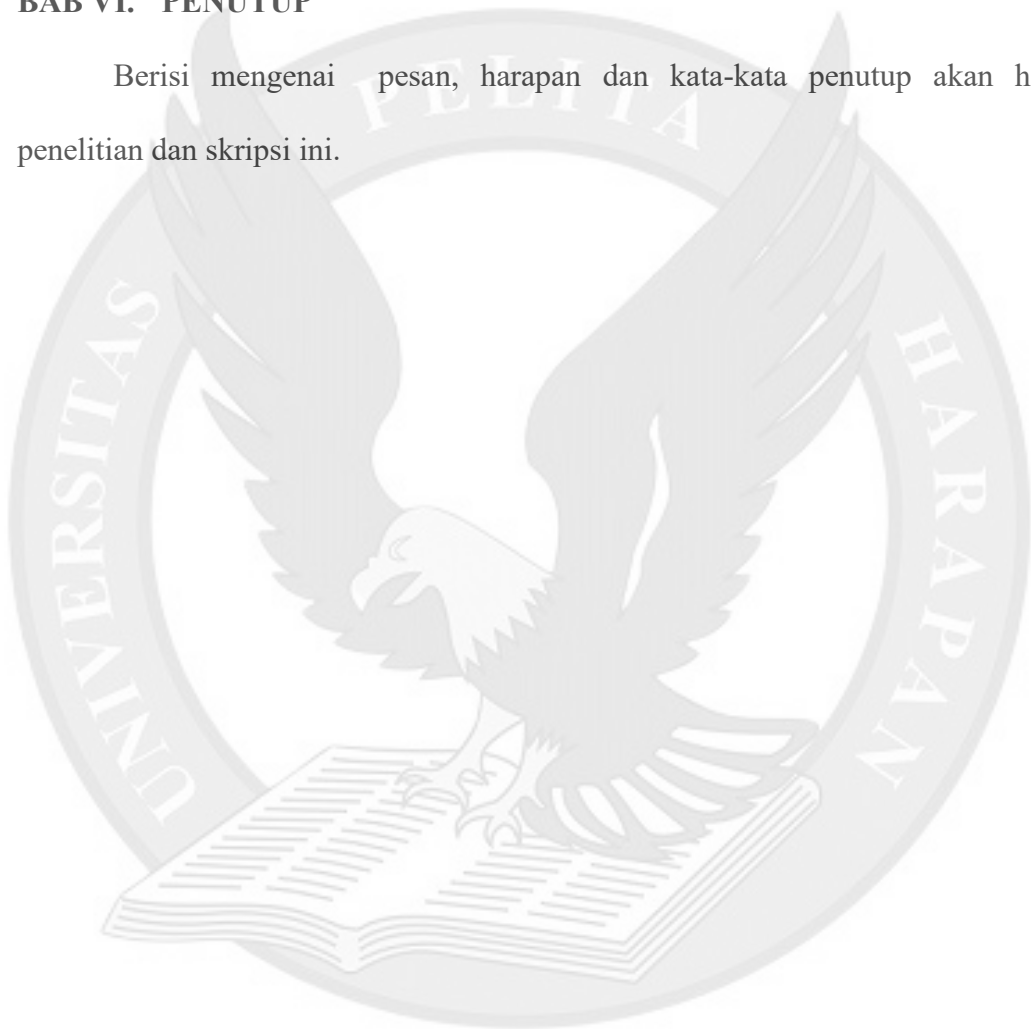 BAB VI. PENUTUP
Berisi mengenai pesan, harapan dan kata-kata penutup akan h
penelitian dan skripsi ini.
UNIVERSITAS PELITA HARAPAN